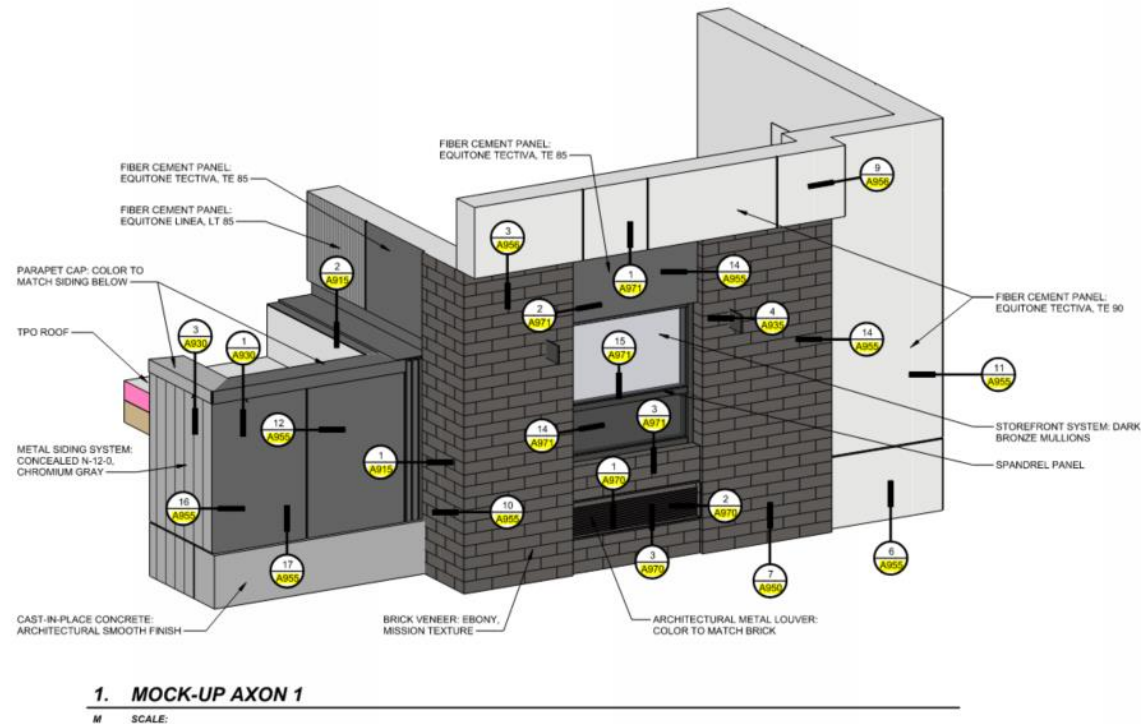 FIBER CEMENT PANEL:
EQUITONE TECTIVA, TE 85
FIBER CEMENT PANEL:
EQUITONE TECTIVA, TE 85
FIBER CEMENT PANEL:
EQUITONE LINEA, LT 85
9
A956
3
A956
2
A915
1
A971
14
A955
PARAPET CAP: COLOR TO
MATCH SIDING BELOW
TPO ROOF
3
A930
1
A930
2
A971
4
A935
14
A955
FIBER CEMENT PANEL:
EQUITONE TECTIVA, TE 90
15
A971
11
A955
12
A955
14
A971
3
A971
STOREFRONT SYSTEM: DARK
BRONZE MULLIONS
METAL SIDING SYSTEM:
CONCEALED N-12-0,
CHROMIUM GRAY
1
A915
SPANDREL PANEL
1
A970
16
A955
10
A955
2
A970
17
A955
3
A970
7
A950
6
A955
CAST-IN-PLACE CONCRETE:
ARCHITECTURAL SMOOTH FINISH
BRICK VENEER: EBONY,
MISSION TEXTURE
ARCHITECTURAL METAL LOUVER:
COLOR TO MATCH BRICK
1. MOCK-UP AXON 1
M SCALE: